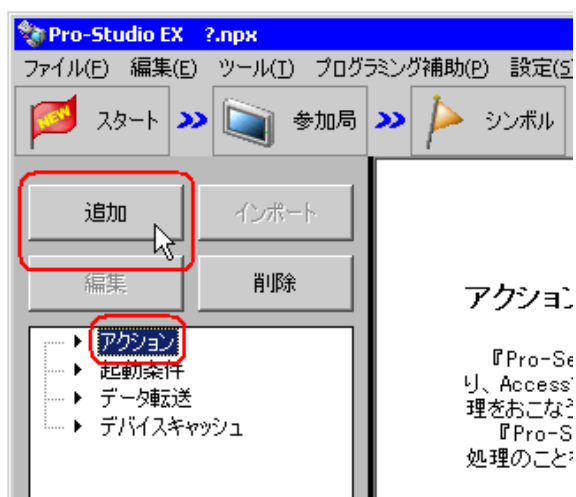 Pro-Studio EX ?.npx
ファイル(F) 編集(E) ツール(T) プログラミング補助(P) 設定(S
NEW スタート 参加局 シンボル
追加 インポート
編集 削除
アクション
起動条件
データ転送
デバイスキャッシュ
アクション
『Pro-Se
り、Access
理をおこなう
『Pro-S
処理のことを